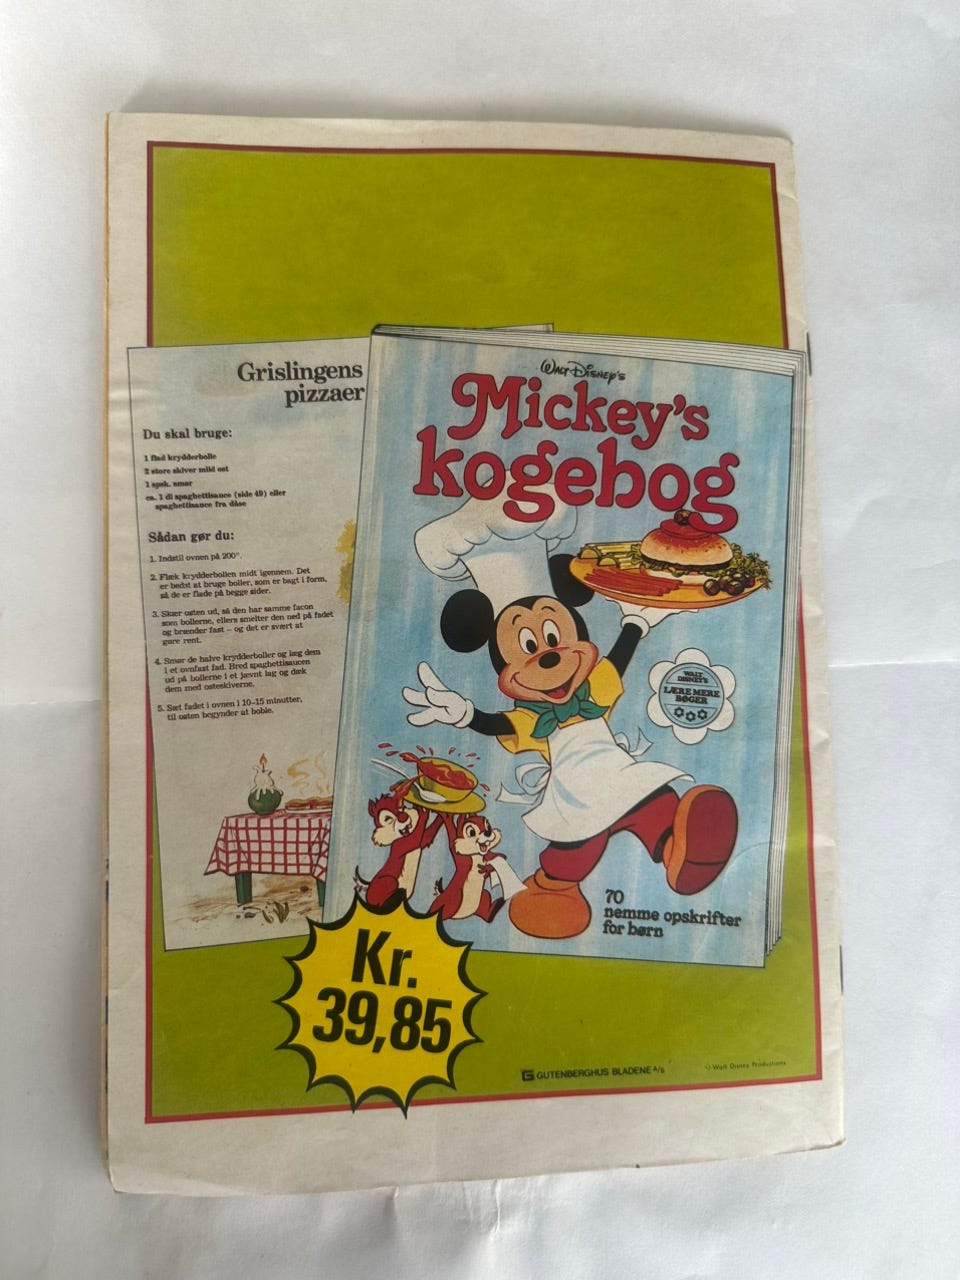 Grislingens
pizzaer
Du skal bruge:
1 flad krydderbolle
2 store skiver mild ost
1 spsk. smør
ca. 1 dl spaghettisauce (side 49) eller
spaghettisauce fra dåse
Sådan gør du:
1. Indstil ovnen på 200°.
2. Flæk krydderbollen midt igennem. Det
er bedst at bruge boller, som er bagt i form,
så de er flade på begge sider.
3. Skær osten ud, så den har samme facon
som bollerne, ellers smelter den ned på fadet
og brænder fast – og det er svært at
gøre rent.
4. Smør de halve krydderboller og læg dem
i et ovnfast fad. Bred spaghettisaucen
ud på bollerne i et jævnt lag og dæk
dem med osteskiverne.
5. Sæt fadet i ovnen i 10-15 minutter,
til osten begynder at boble.
WALT DISNEY'S
Mickey's
kogebog
WALT
DISNEY'S
LÆRE MERE
BØGER
70
nemme opskrifter
for børn
Kr.
39,85
G GUTENBERGHUS BLADENE A/S
© Walt Disney Productions